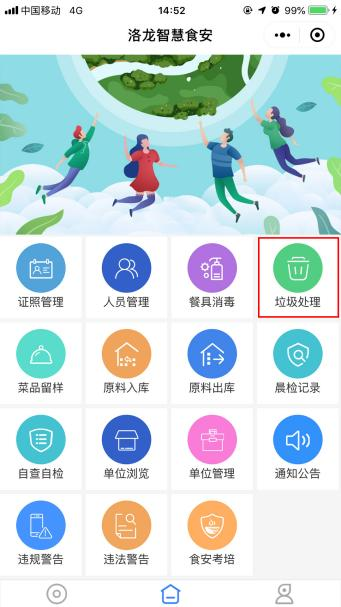 中国移动 4G 14:52 99%
洛龙智慧食安
证照管理 人员管理 餐具消毒 垃圾处理
菜品留样 原料入库 原料出库 晨检记录
自查自检 单位浏览 单位管理 通知公告
违规警告 违法警告 食安考培